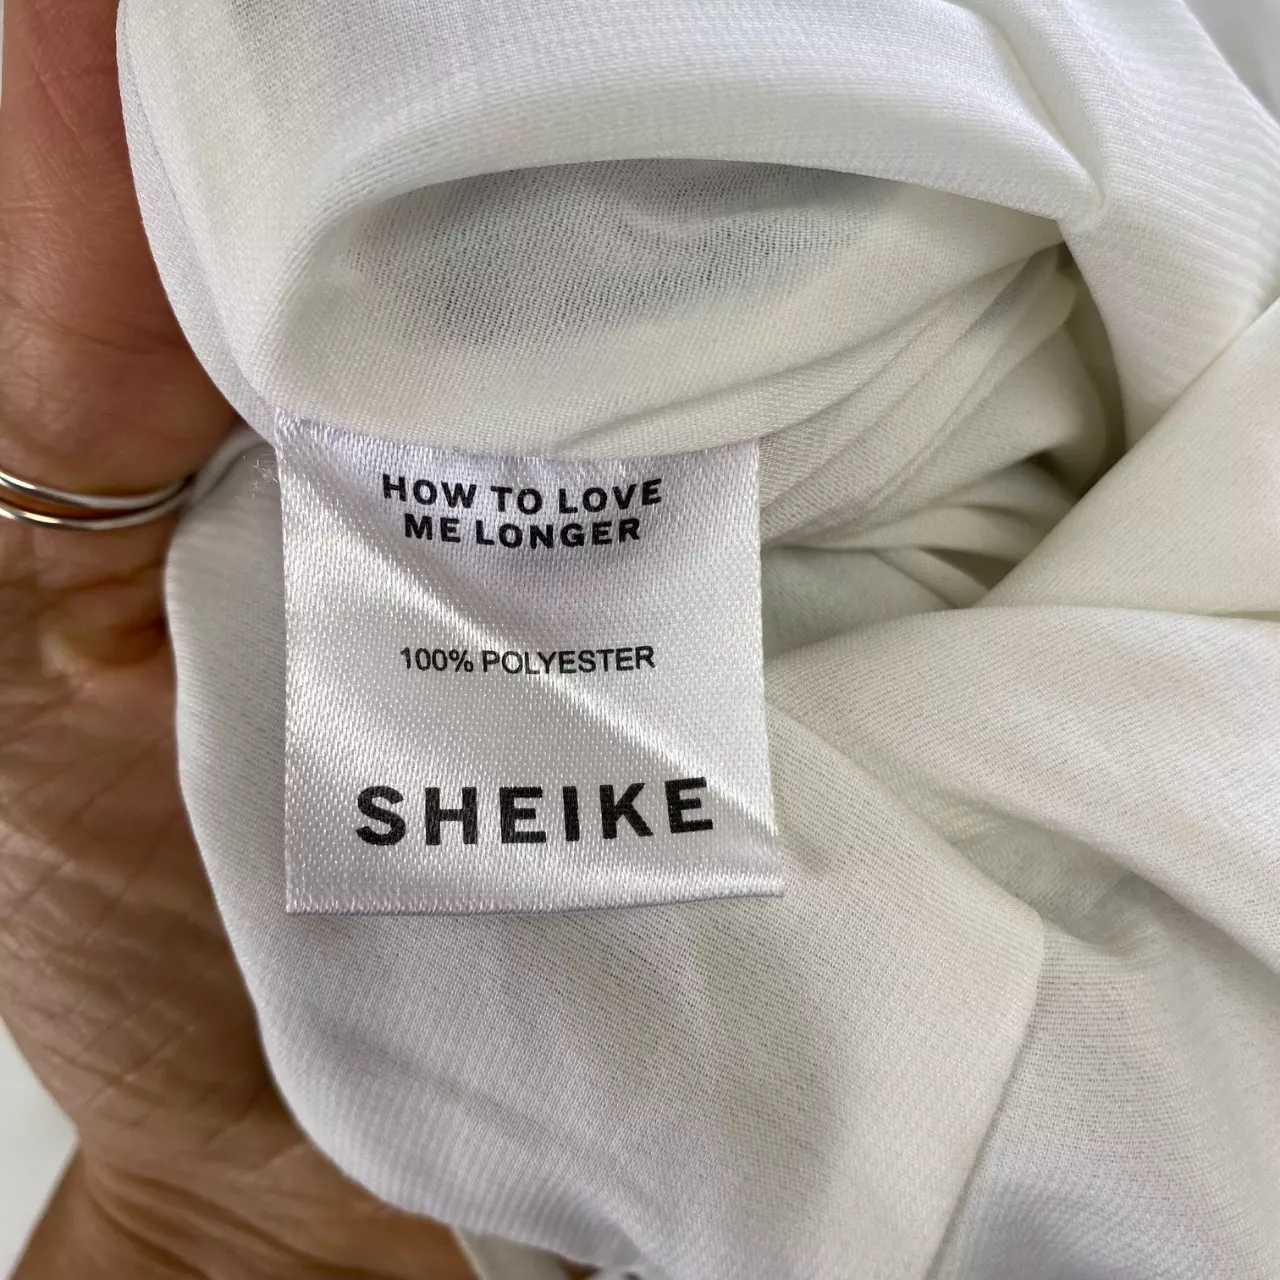 HOW TO LOVE
ME LONGER
100% POLYESTER
SHEIKE